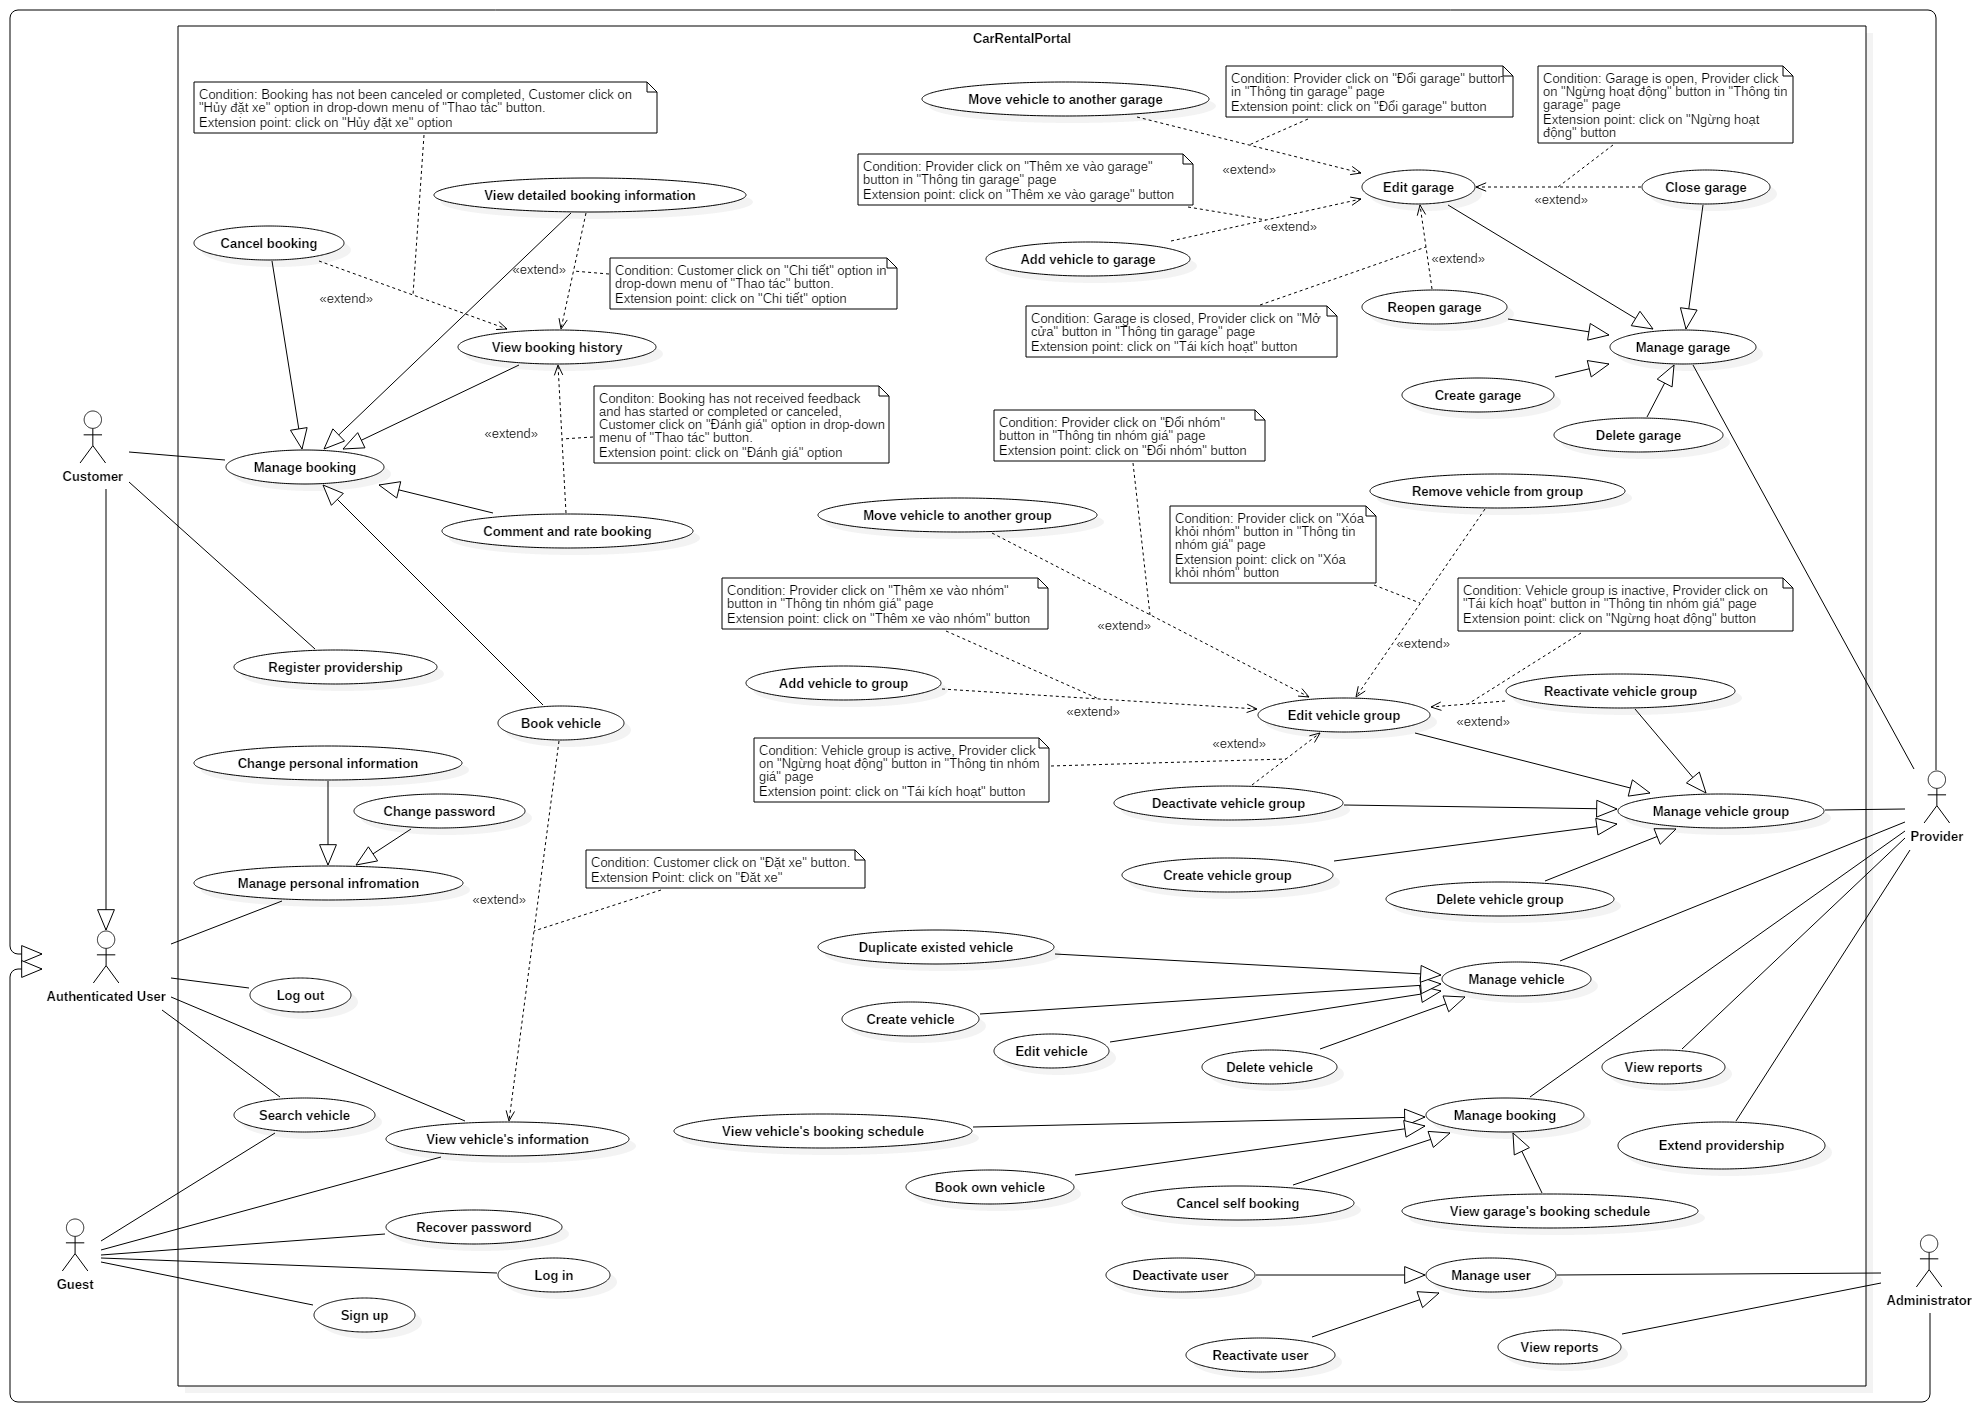 CarRentalPortal
Condition: Booking has not been canceled or completed, Customer click on
"Hủy đặt xe" option in drop-down menu of "Thao tác" button.
Extension point: click on "Hủy đặt xe" option
Move vehicle to another garage
Condition: Provider click on "Đổi garage" button
in "Thông tin garage" page
Extension point: click on "Đổi garage" button
Condition: Garage is open, Provider click
on "Ngừng hoạt động" button in "Thông tin
garage" page
Extension point: click on "Ngừng hoạt
động" button
Condition: Provider click on "Thêm xe vào garage"
button in "Thông tin garage" page
Extension point: click on "Thêm xe vào garage" button
«extend»
Edit garage
Close garage
«extend»
View detailed booking information
Cancel booking
«extend»
Add vehicle to garage
«extend»
«extend»
Condition: Customer click on "Chi tiết" option in
drop-down menu of "Thao tác" button.
Extension point: click on "Chi tiết" option
«extend»
Reopen garage
Condition: Garage is closed, Provider click on "Mở
cửa" button in "Thông tin garage" page
Extension point: click on "Tái kích hoạt" button
View booking history
Manage garage
Create garage
Conditon: Booking has not received feedback
and has started or completed or canceled,
Customer click on "Đánh giá" option in drop-down
menu of "Thao tác" button.
Extension point: click on "Đánh giá" option
«extend»
Condition: Provider click on "Đổi nhóm"
button in "Thông tin nhóm giá" page
Extension point: click on "Đổi nhóm" button
Delete garage
Customer
Manage booking
Remove vehicle from group
Move vehicle to another group
Condition: Provider click on "Xóa
khỏi nhóm" button in "Thông tin
nhóm giá" page
Extension point: click on "Xóa
khỏi nhóm" button
Comment and rate booking
Condition: Provider click on "Thêm xe vào nhóm"
button in "Thông tin nhóm giá" page
Extension point: click on "Thêm xe vào nhóm" button
Condition: Vehicle group is inactive, Provider click on
"Tái kích hoạt" button in "Thông tin nhóm giá" page
Extension point: click on "Ngừng hoạt động" button
«extend»
«extend»
Register providership
Add vehicle to group
Reactivate vehicle group
«extend»
Edit vehicle group
«extend»
Book vehicle
«extend»
Change personal information
Condition: Vehicle group is active, Provider click
on "Ngừng hoạt động" button in "Thông tin nhóm
giá" page
Extension point: click on "Tái kích hoạt" button
Change password
Deactivate vehicle group
Manage vehicle group
Provider
Condition: Customer click on "Đặt xe" button.
Extension Point: click on "Đăt xe"
Create vehicle group
Manage personal infromation
«extend»
Delete vehicle group
Duplicate existed vehicle
Manage vehicle
Authenticated User
Log out
Create vehicle
Edit vehicle
Delete vehicle
View reports
Search vehicle
View vehicle's information
View vehicle's booking schedule
Manage booking
Extend providership
Book own vehicle
Cancel self booking
View garage's booking schedule
Recover password
Guest
Log in
Deactivate user
Manage user
Administrator
Sign up
Reactivate user
View reports